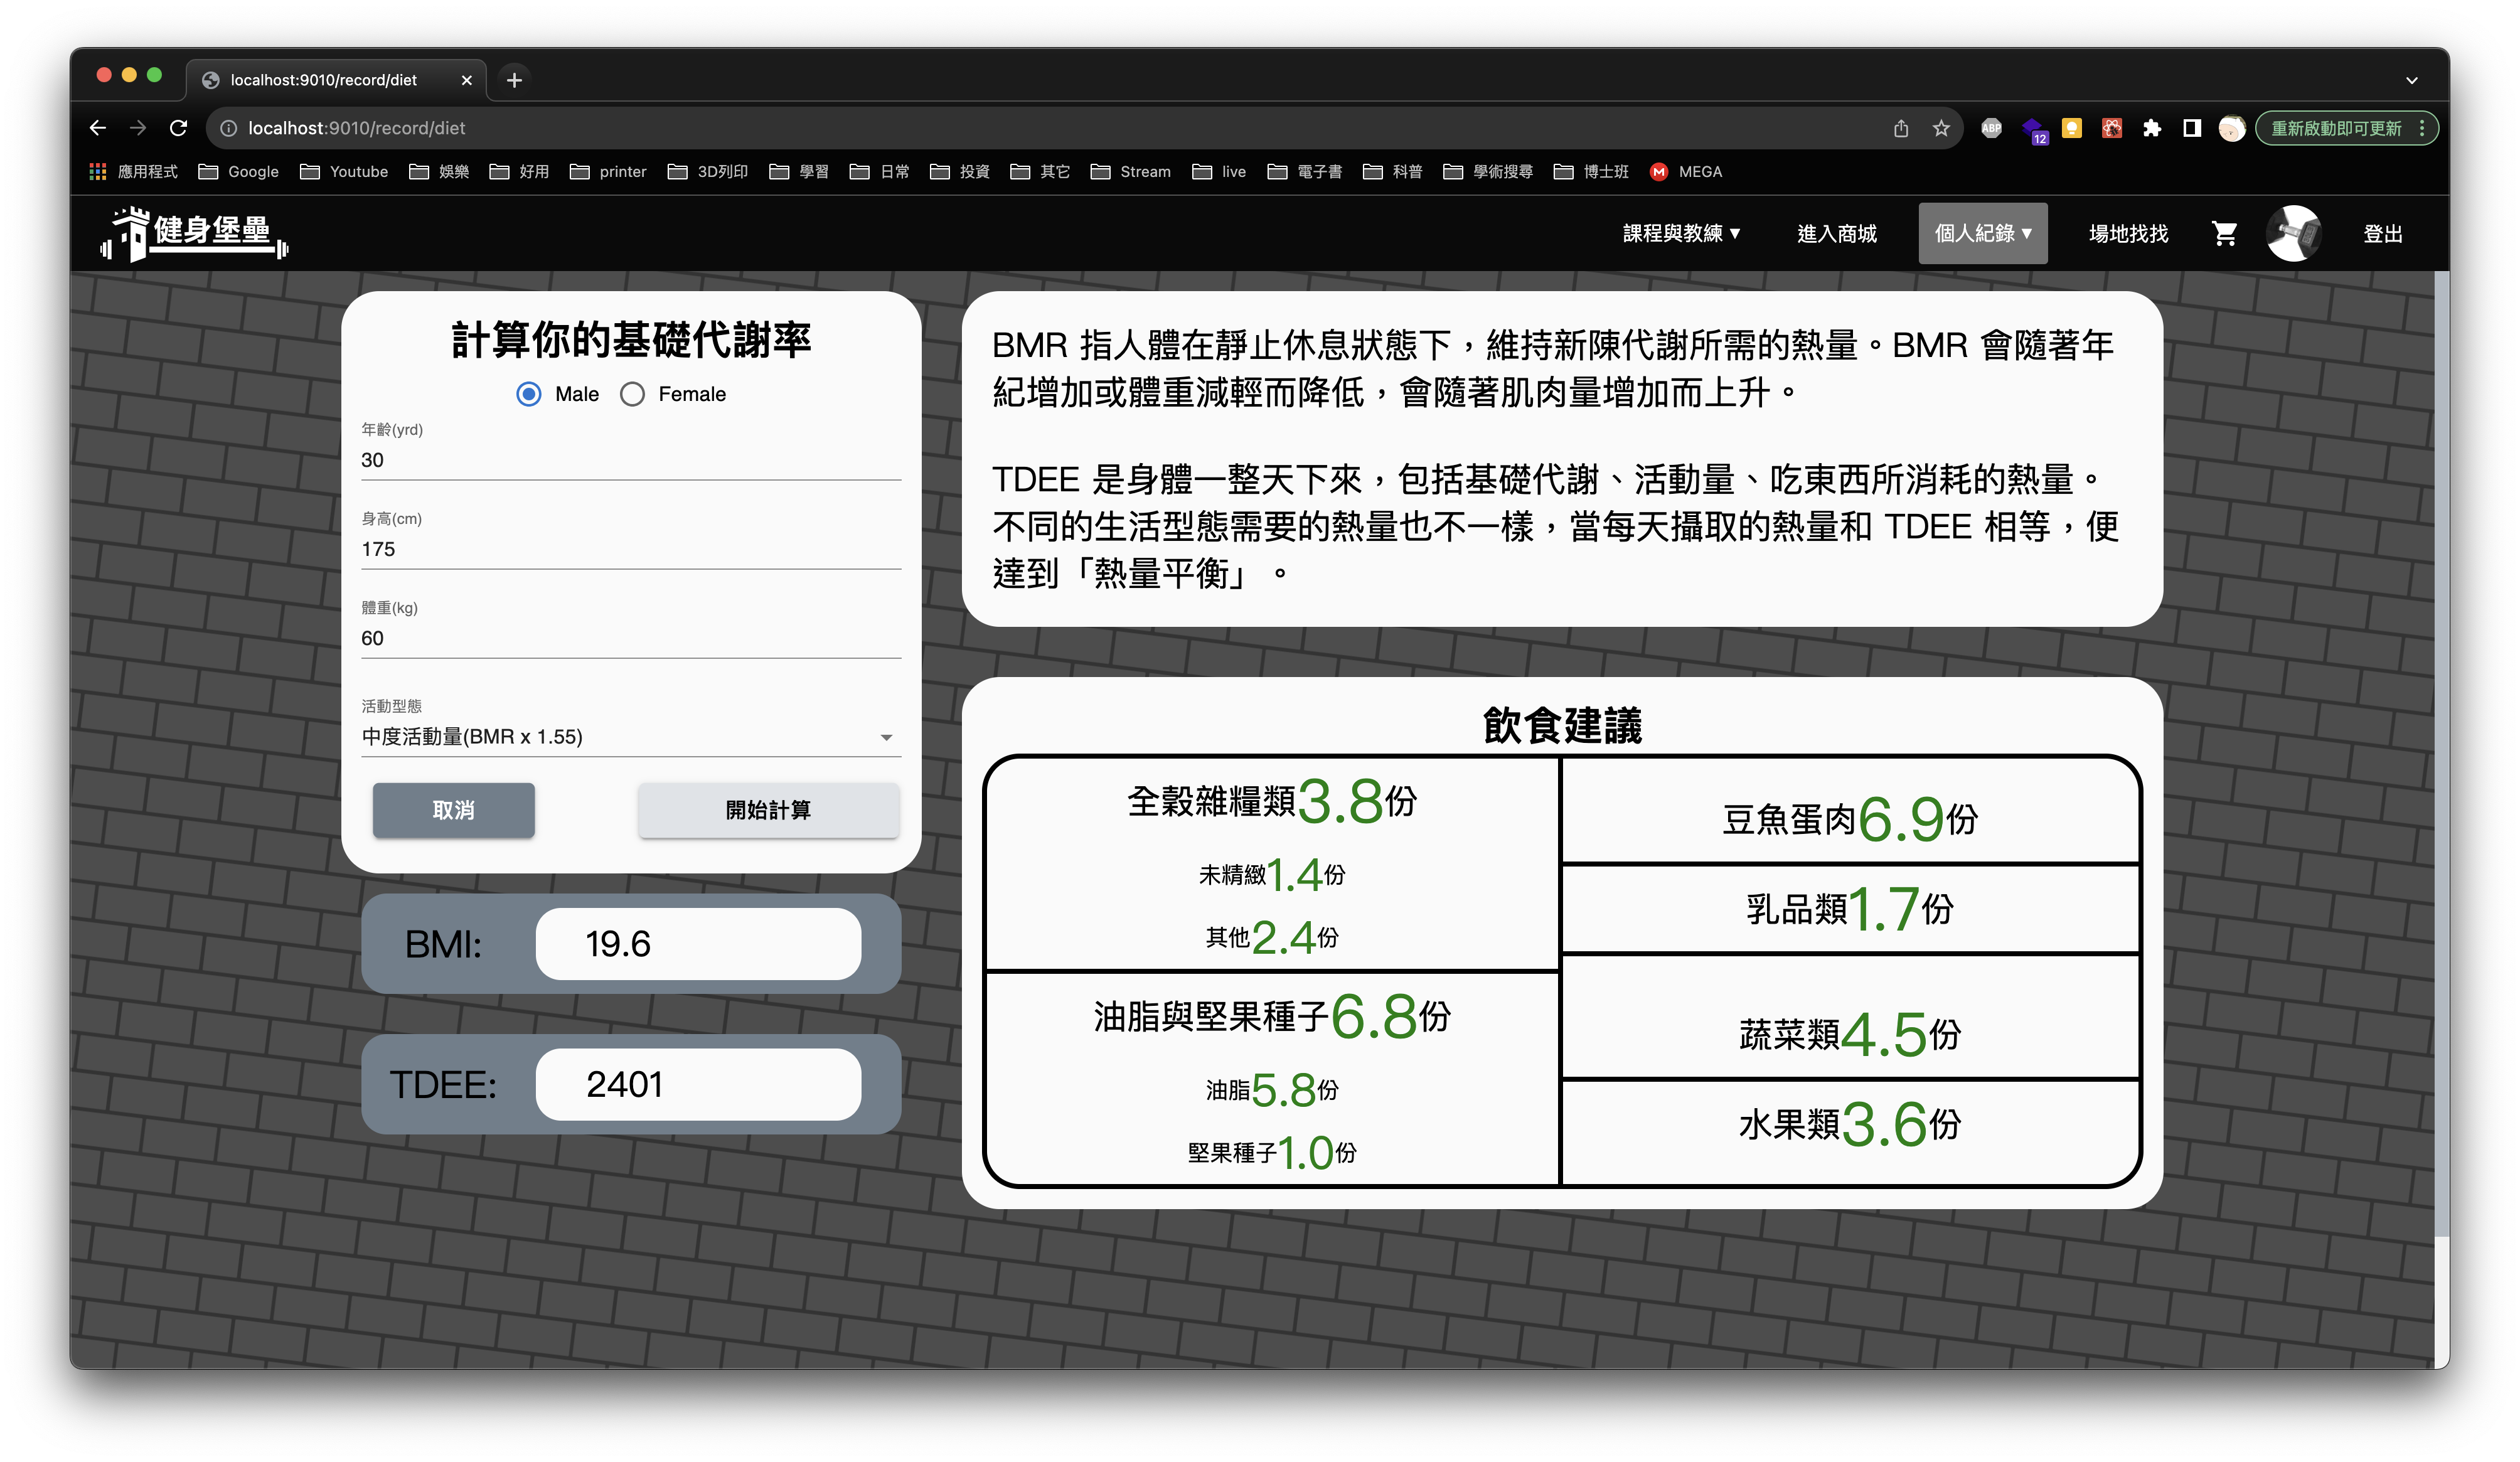 localhost:9010/record/diet
localhost:9010/record/diet
ABP
12
重新啟動即可更新
應用程式 Google Youtube 娛樂 好用 printer 3D列印 學習 日常 投資 其它 Stream live 電子書 科普 學術搜尋 博士班 M MEGA
健身堡壘
課程與教練▼ 進入商城 個人紀錄▼ 場地找找 登出
計算你的基礎代謝率
Male Female
年齡(yrd)
30
身高(cm)
175
體重(kg)
60
活動型態
中度活動量(BMR x 1.55)
取消 開始計算
BMI: 19.6
TDEE: 2401
BMR 指人體在靜止休息狀態下，維持新陳代謝所需的熱量。BMR 會隨著年
紀增加或體重減輕而降低，會隨著肌肉量增加而上升。
TDEE 是身體一整天下來，包括基礎代謝、活動量、吃東西所消耗的熱量。
不同的生活型態需要的熱量也不一樣，當每天攝取的熱量和 TDEE 相等，便
達到「熱量平衡」。
飲食建議
全穀雜糧類3.8份
未精緻1.4份
其他2.4份
油脂與堅果種子6.8份
油脂5.8份
堅果種子1.0份
豆魚蛋肉6.9份
乳品類1.7份
蔬菜類4.5份
水果類3.6份